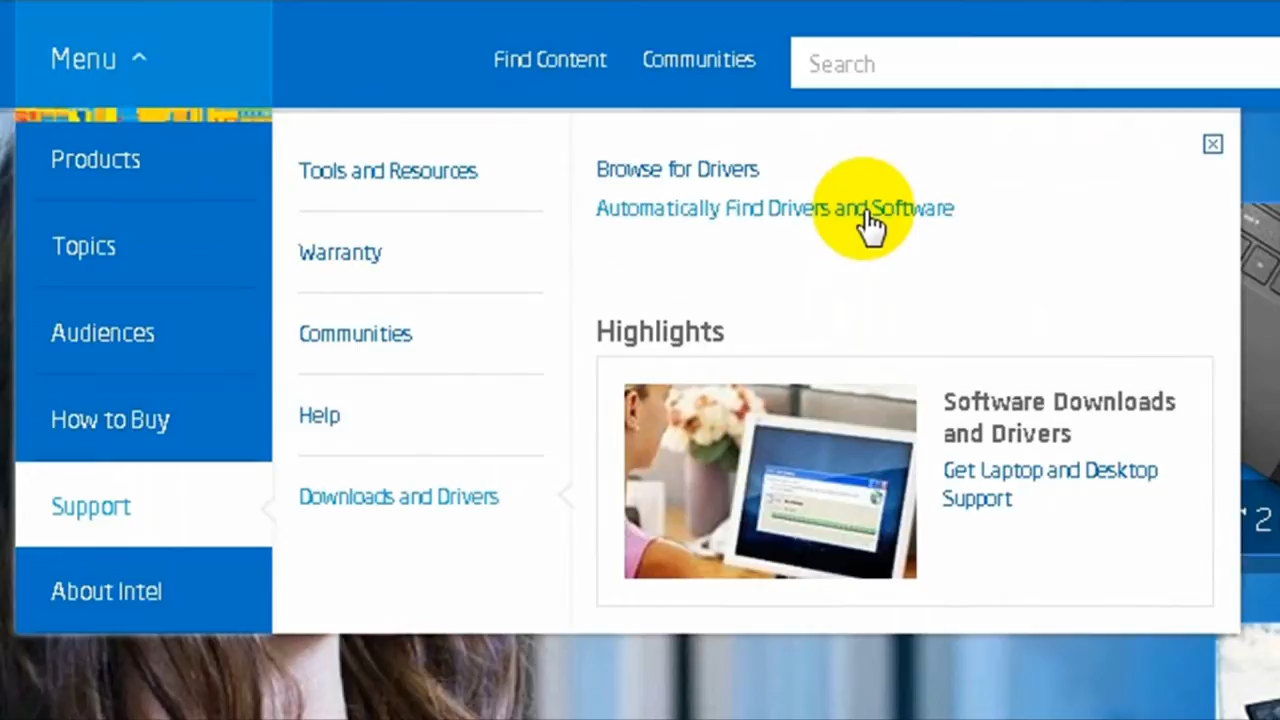 Menu
Find Content
Communities
Search
Products
Topics
Audiences
How to Buy
Support
About Intel
Tools and Resources
Warranty
Communities
Help
Downloads and Drivers
Browse for Drivers
Automatically Find Drivers and Software
Highlights
Software Downloads
and Drivers
Get Laptop and Desktop
Support
2